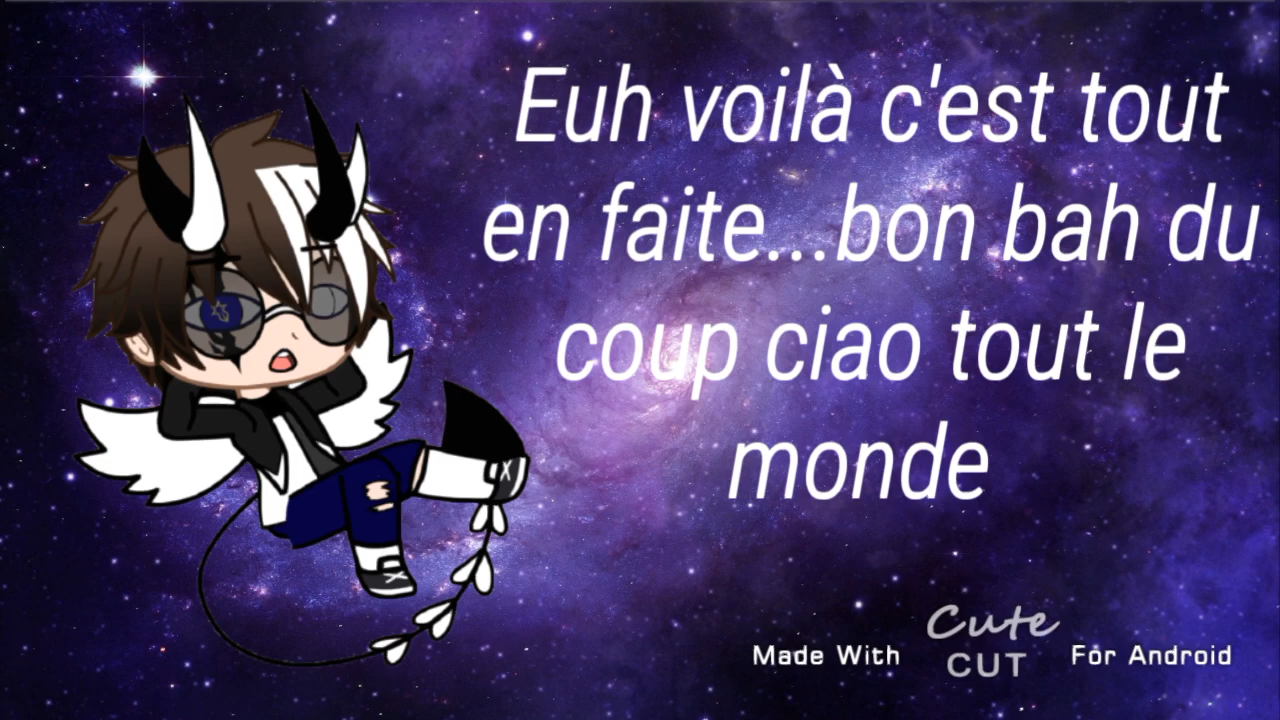 Euh voilà c'est tout
en faite...bon bah du
coup ciao tout le
monde
Made With Cute CUT For Android